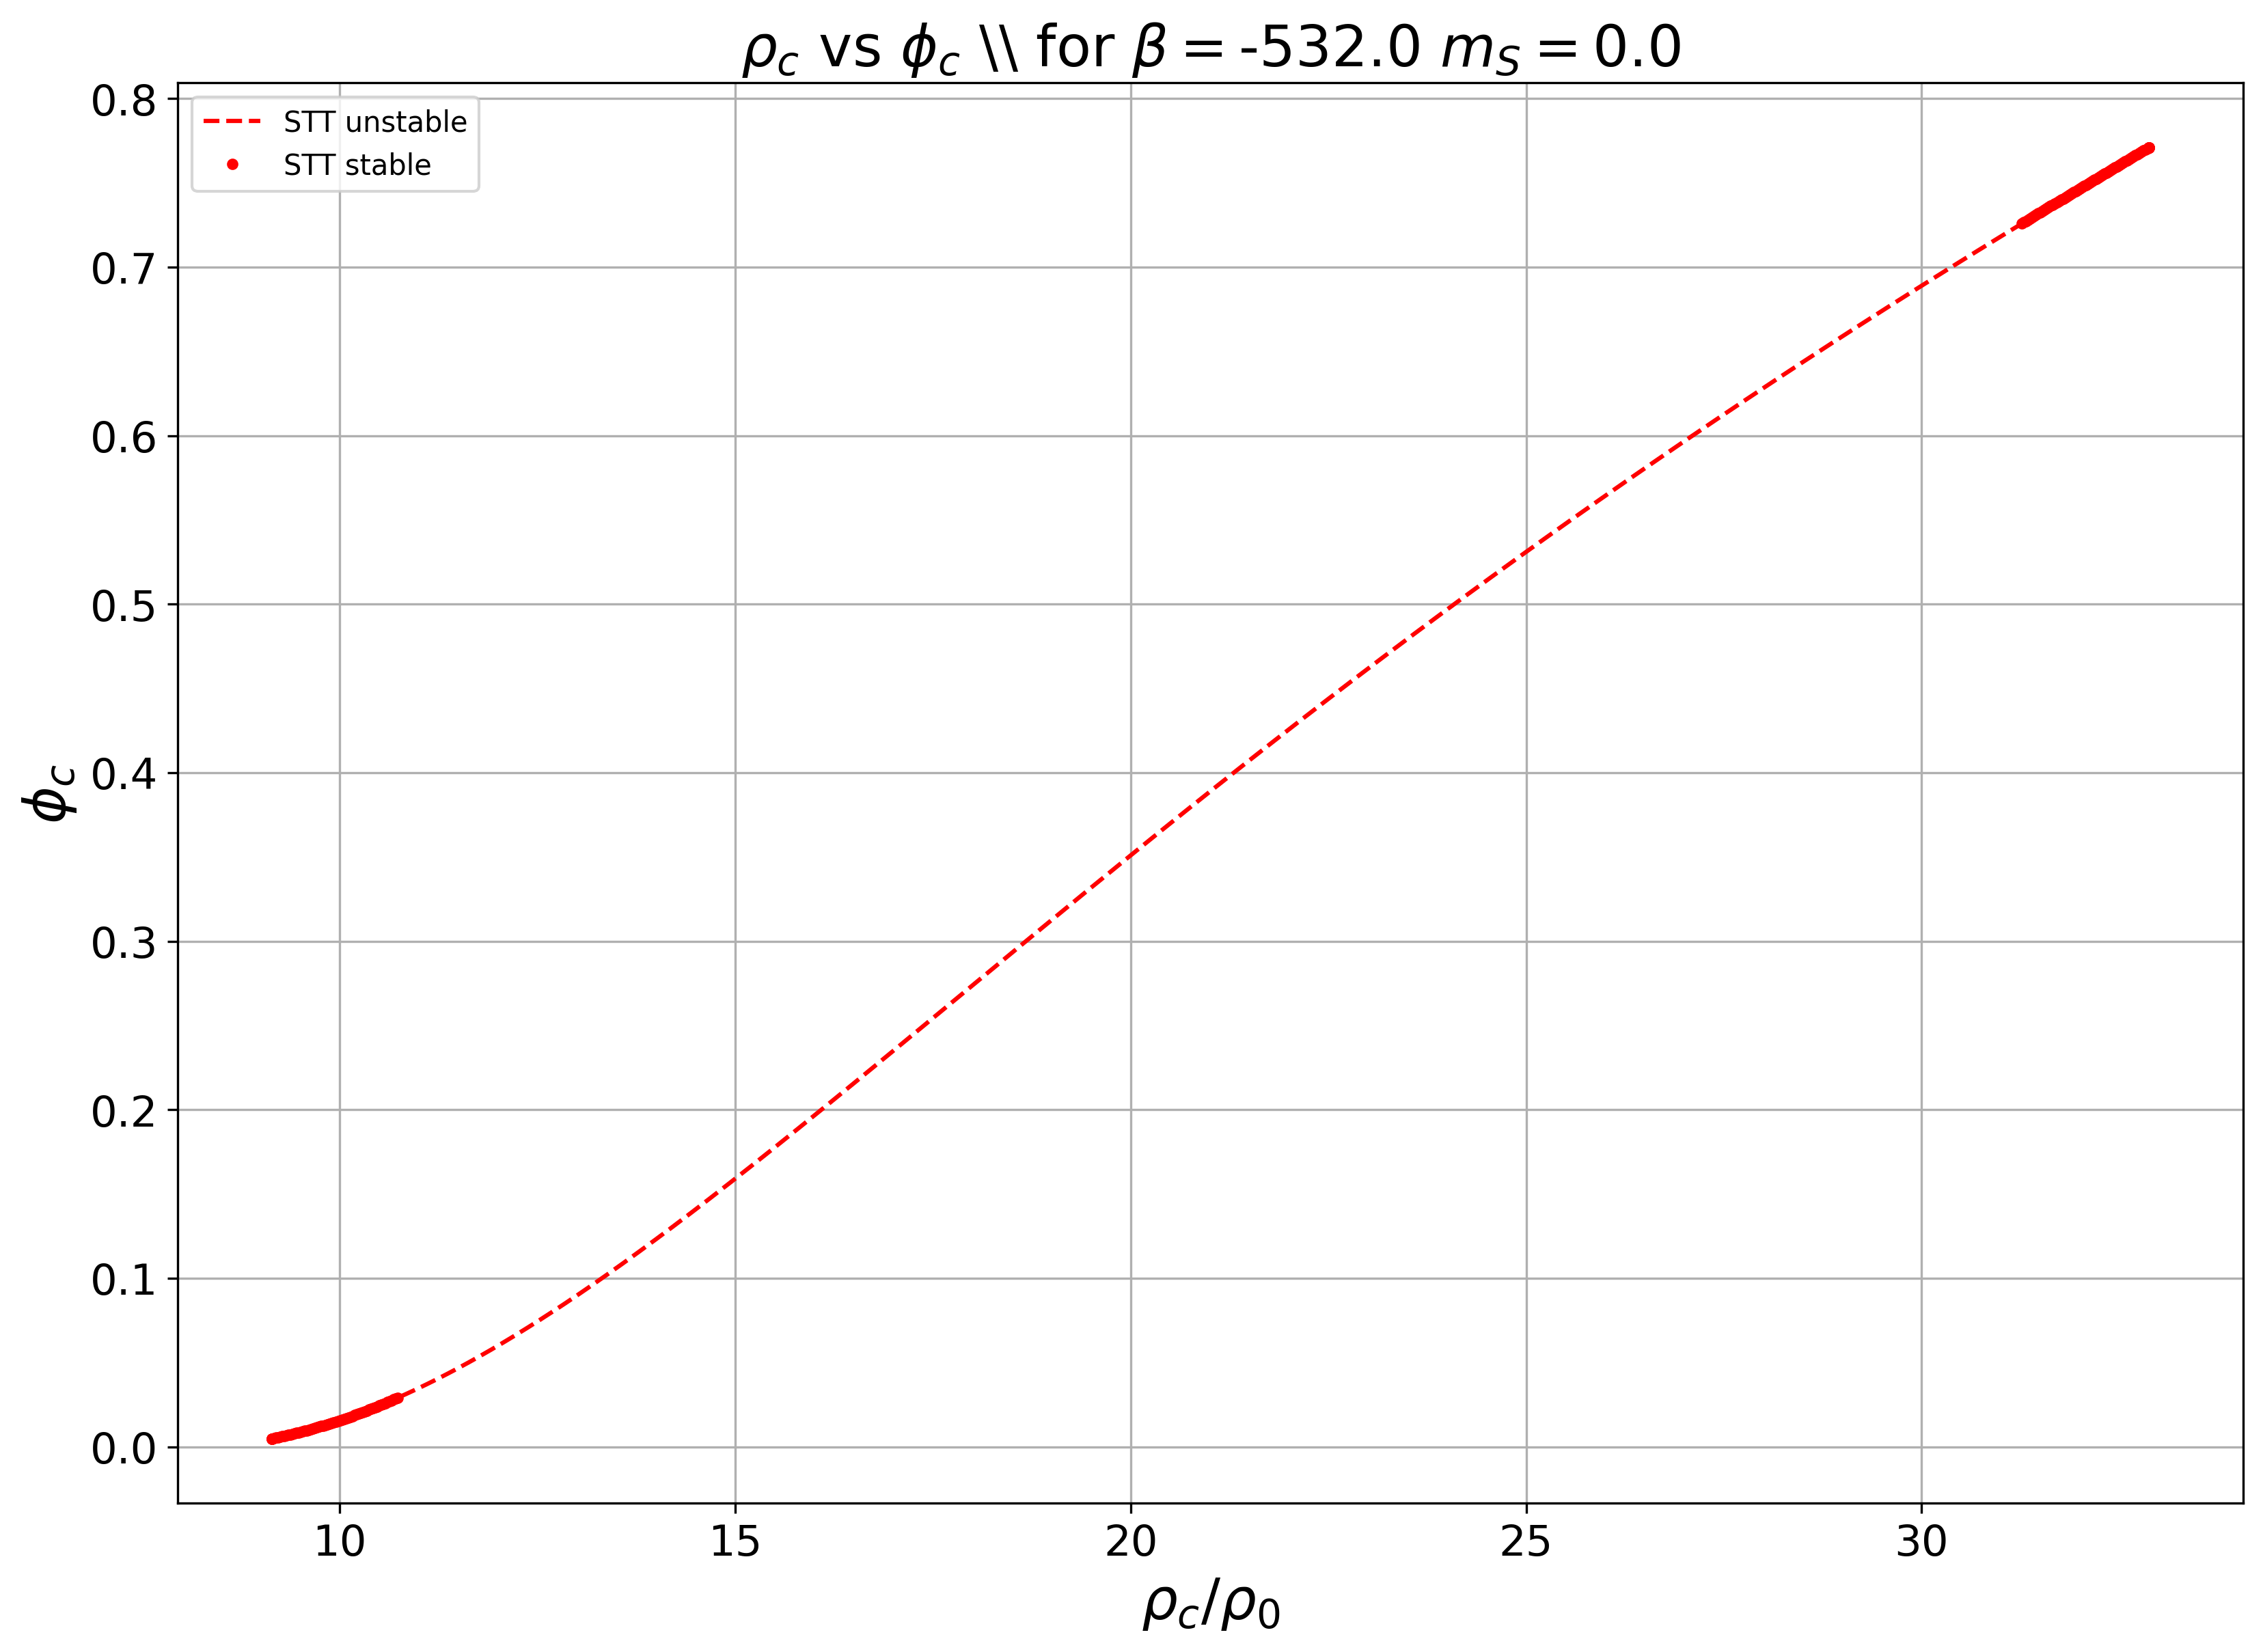 ρc vs ϕc \\ for β = -532.0 mS = 0.0
STT unstable
STT stable
0.8
0.7
0.6
0.5
0.4
0.3
0.2
0.1
0.0
ϕc
10 15 20 25 30
ρc/ρ0